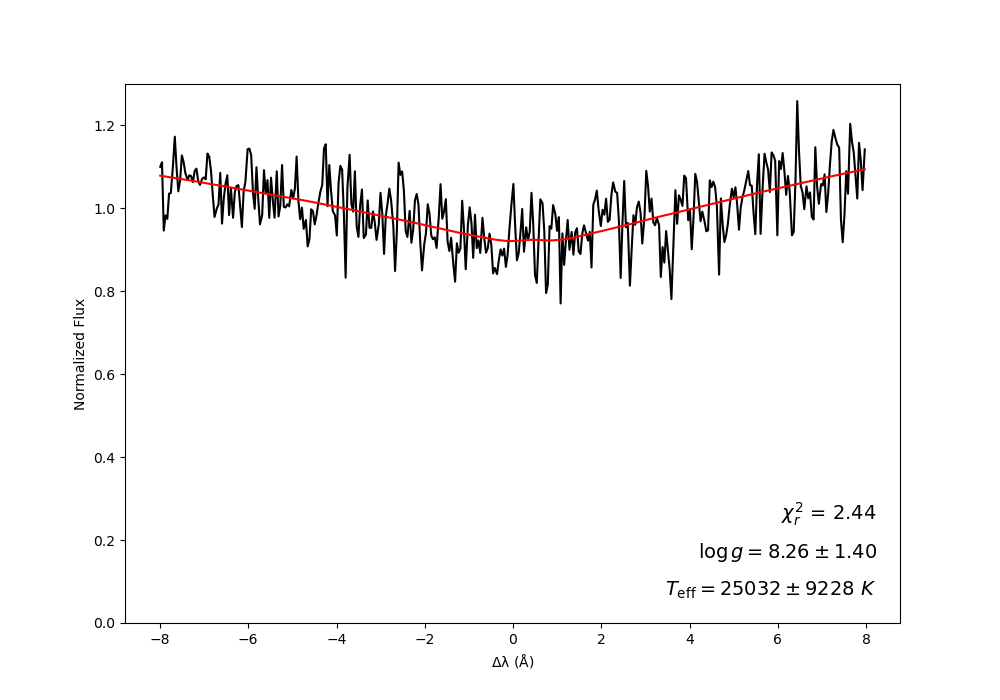 Normalized Flux
1.2
1.0
0.8
0.6
0.4
0.2
0.0
χ²ᵣ = 2.44
log g = 8.26 ± 1.40
T_eff = 25032 ± 9228 K
−8 −6 −4 −2 0 2 4 6 8
Δλ (Å)